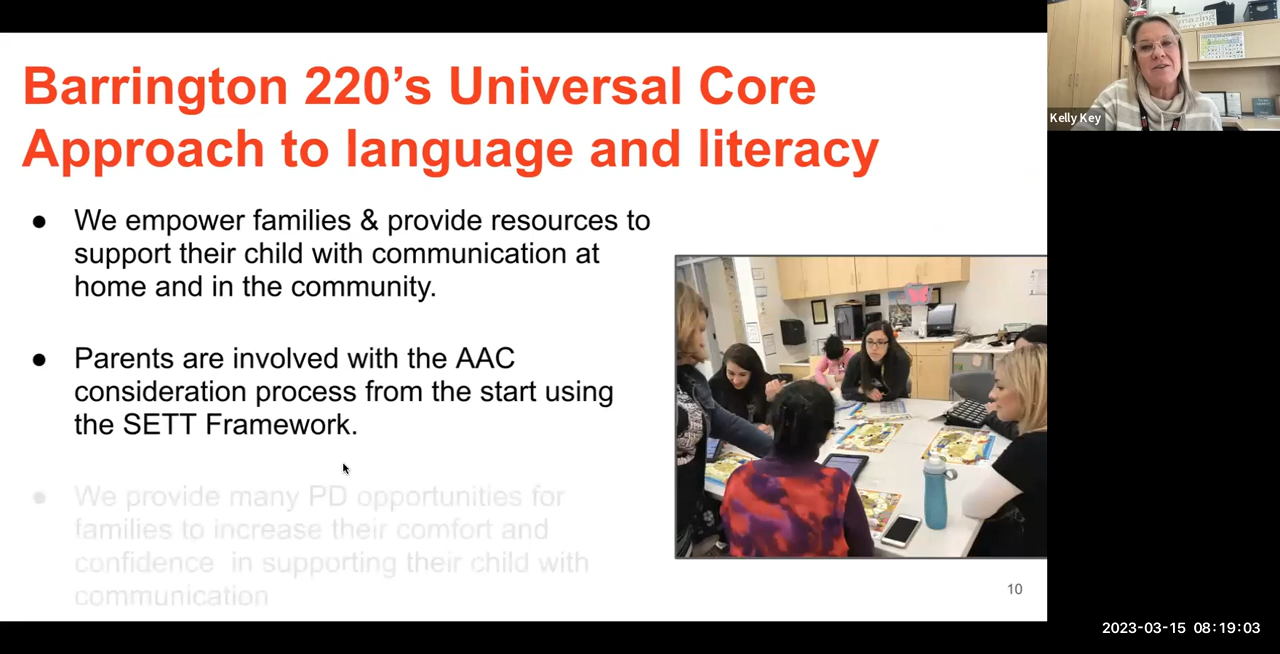 Barrington 220’s Universal Core
Approach to language and literacy
● We empower families & provide resources to
support their child with communication at
home and in the community.
● Parents are involved with the AAC
consideration process from the start using
the SETT Framework.
● We provide many PD opportunities for
families to increase their comfort and
confidence in supporting their child with
communication
10
Kelly Key
2023-03-15 08:19:03